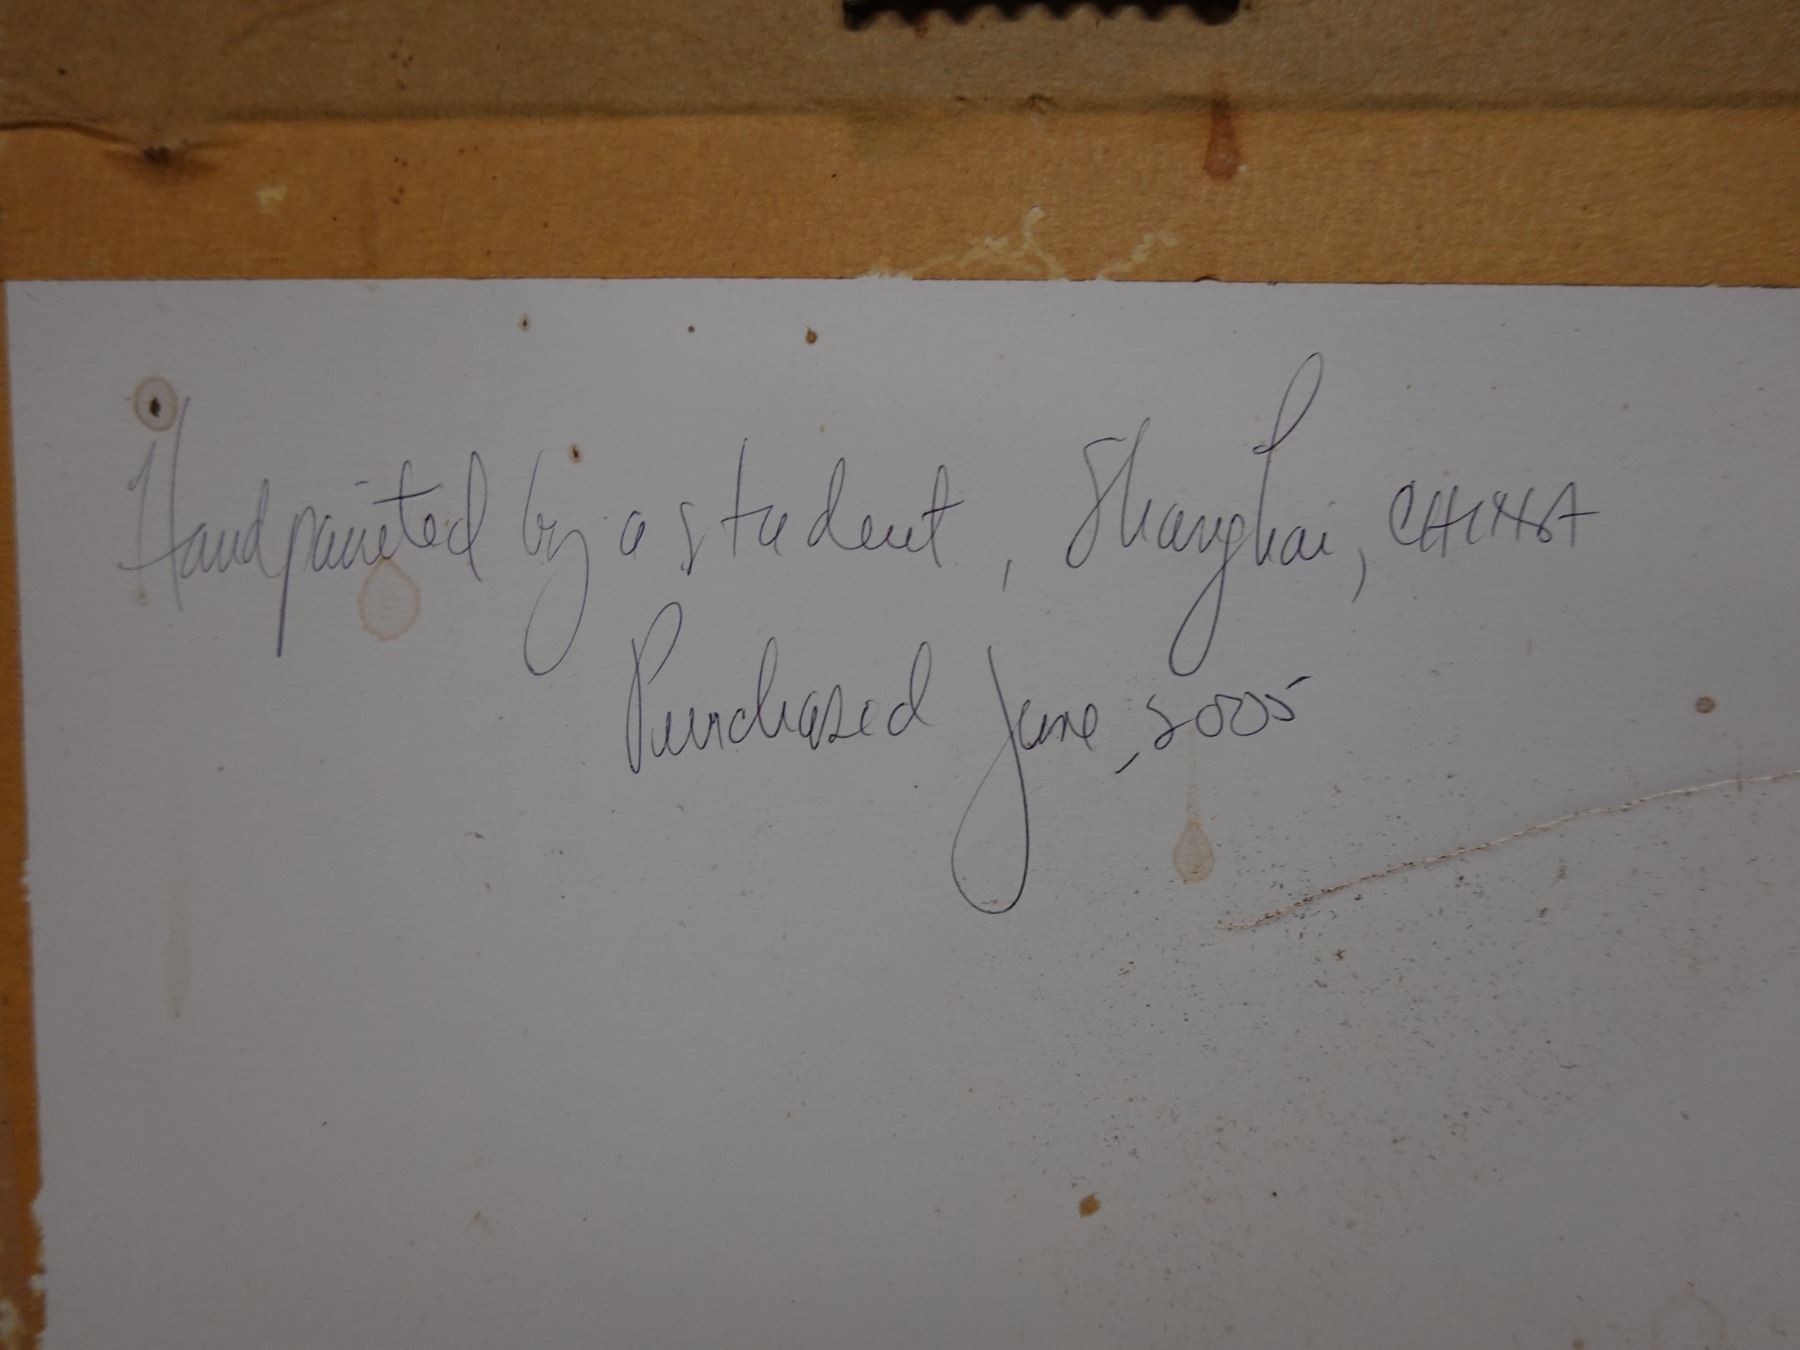 Handpainted by a student, Shanghai, CHINA
Purchased June, 2005